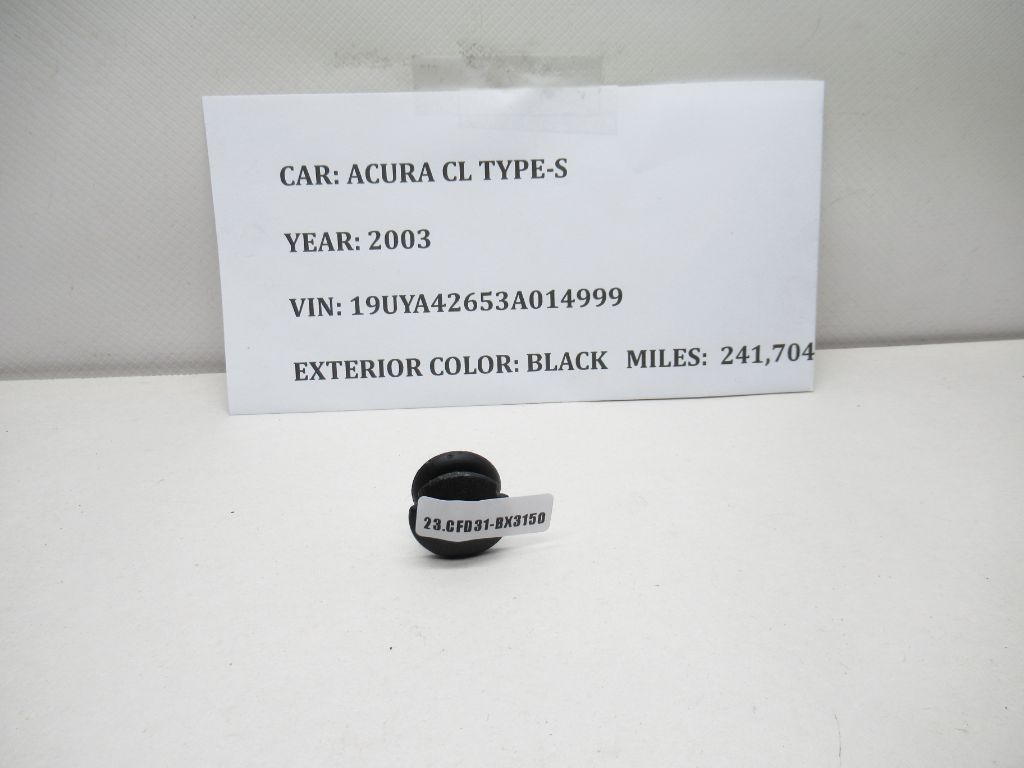 CAR: ACURA CL TYPE-S
YEAR: 2003
VIN: 19UYA42653A014999
EXTERIOR COLOR: BLACK MILES: 241,704
23.CFD31-BX3150